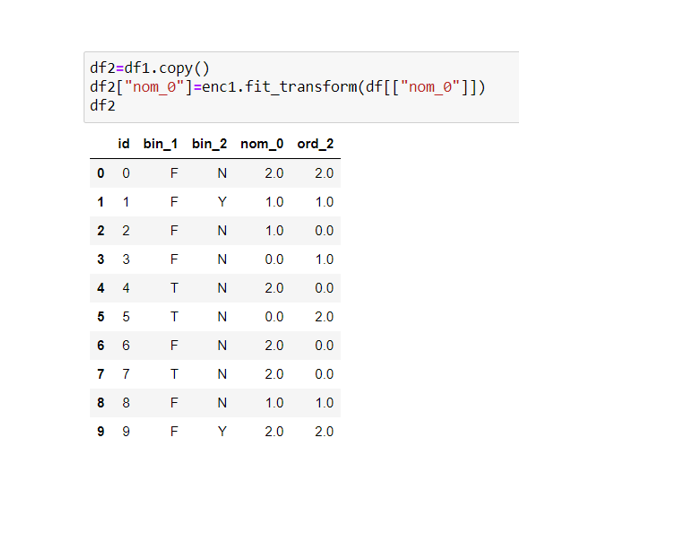 df2=df1.copy()
df2["nom_0"]=enc1.fit_transform(df[["nom_0"]])
df2
id bin_1 bin_2 nom_0 ord_2
0 0 F N 2.0 2.0
1 1 F Y 1.0 1.0
2 2 F N 1.0 0.0
3 3 F N 0.0 1.0
4 4 T N 2.0 0.0
5 5 T N 0.0 2.0
6 6 F N 2.0 0.0
7 7 T N 2.0 0.0
8 8 F N 1.0 1.0
9 9 F Y 2.0 2.0